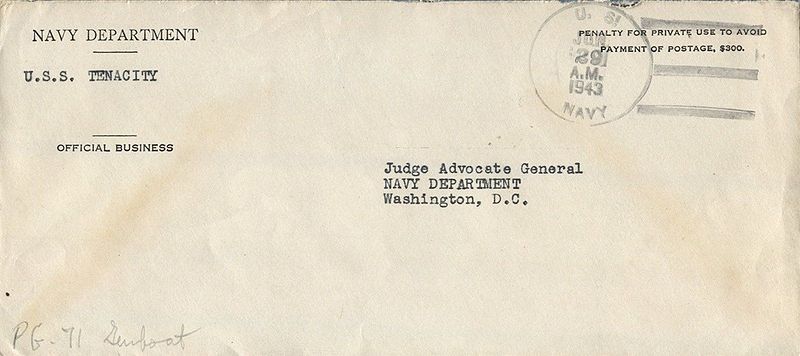 NAVY DEPARTMENT
U.S.S. TENACITY
OFFICIAL BUSINESS
U. S.
JUN
29
A.M.
1943
NAVY
PENALTY FOR PRIVATE USE TO AVOID
PAYMENT OF POSTAGE, $300.
Judge Advocate General
NAVY DEPARTMENT
Washington, D.C.
PG-71 Gunboat